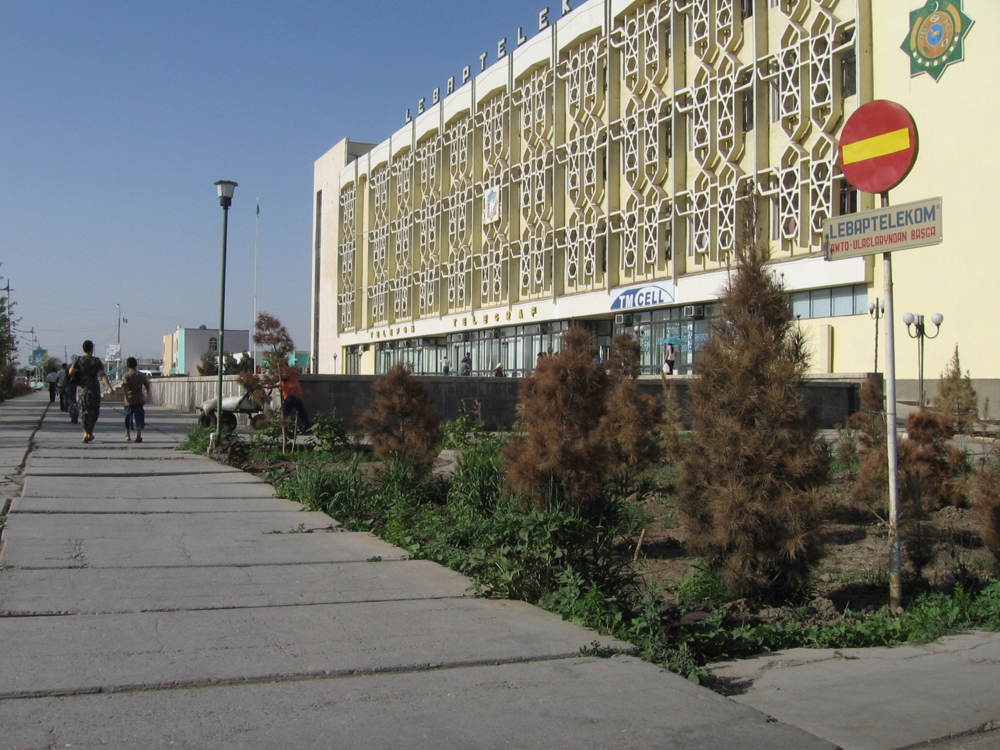 LEBAPTELEK
TMCELL
TELEFON TELEGRAF
"LEBAPTELEKOM"
AWTO-ULAGLARYNDAN BAŞGA